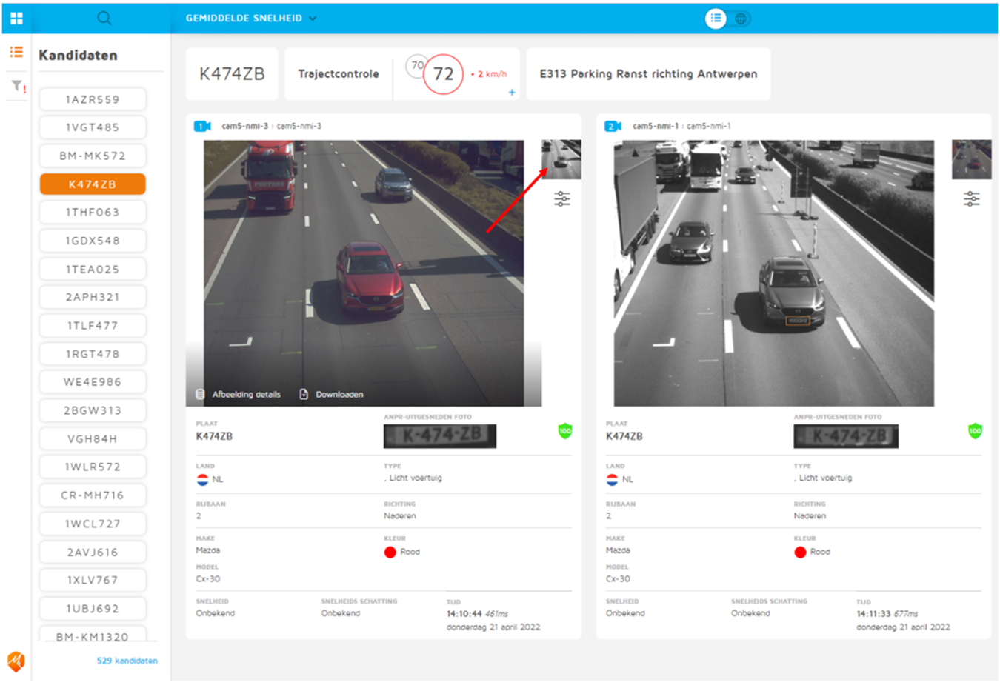 GEMIDDELDE SNELHEID
Kandidaten
1AZR559
1VGT485
BM-MK572
K474ZB
1THF063
1GDX548
1TEA025
2APH321
1TLF477
1RGT478
WE4E986
2BGW313
VGH84H
1WLR572
CR-MH716
1WCL727
2AVJ616
1XLV767
1UBJ692
BM-KM1320
529 kandidaten
K474ZB
Trajectcontrole
70
72
• 2 km/h
+
E313 Parking Ranst richting Antwerpen
1 cam5-nmi-3 : cam5-nmi-3
PEETERS
Afbeelding details
Downloaden
PLAAT
K474ZB
ANPR-UITGESNEDEN FOTO
K-474-ZB
100
LAND
NL
TYPE
, Licht voertuig
RIJBAAN
2
RICHTING
Naderen
MAKE
Mazda
KLEUR
Rood
MODEL
Cx-30
SNELHEID
Onbekend
SNELHEIDS SCHATTING
Onbekend
TIJD
14:10:44 461ms
donderdag 21 april 2022
2 cam5-nmi-1 : cam5-nmi-1
PLAAT
K474ZB
ANPR-UITGESNEDEN FOTO
K-474-ZB
100
LAND
NL
TYPE
, Licht voertuig
RIJBAAN
2
RICHTING
Naderen
MAKE
Mazda
KLEUR
Rood
MODEL
Cx-30
SNELHEID
Onbekend
SNELHEIDS SCHATTING
Onbekend
TIJD
14:11:33 677ms
donderdag 21 april 2022